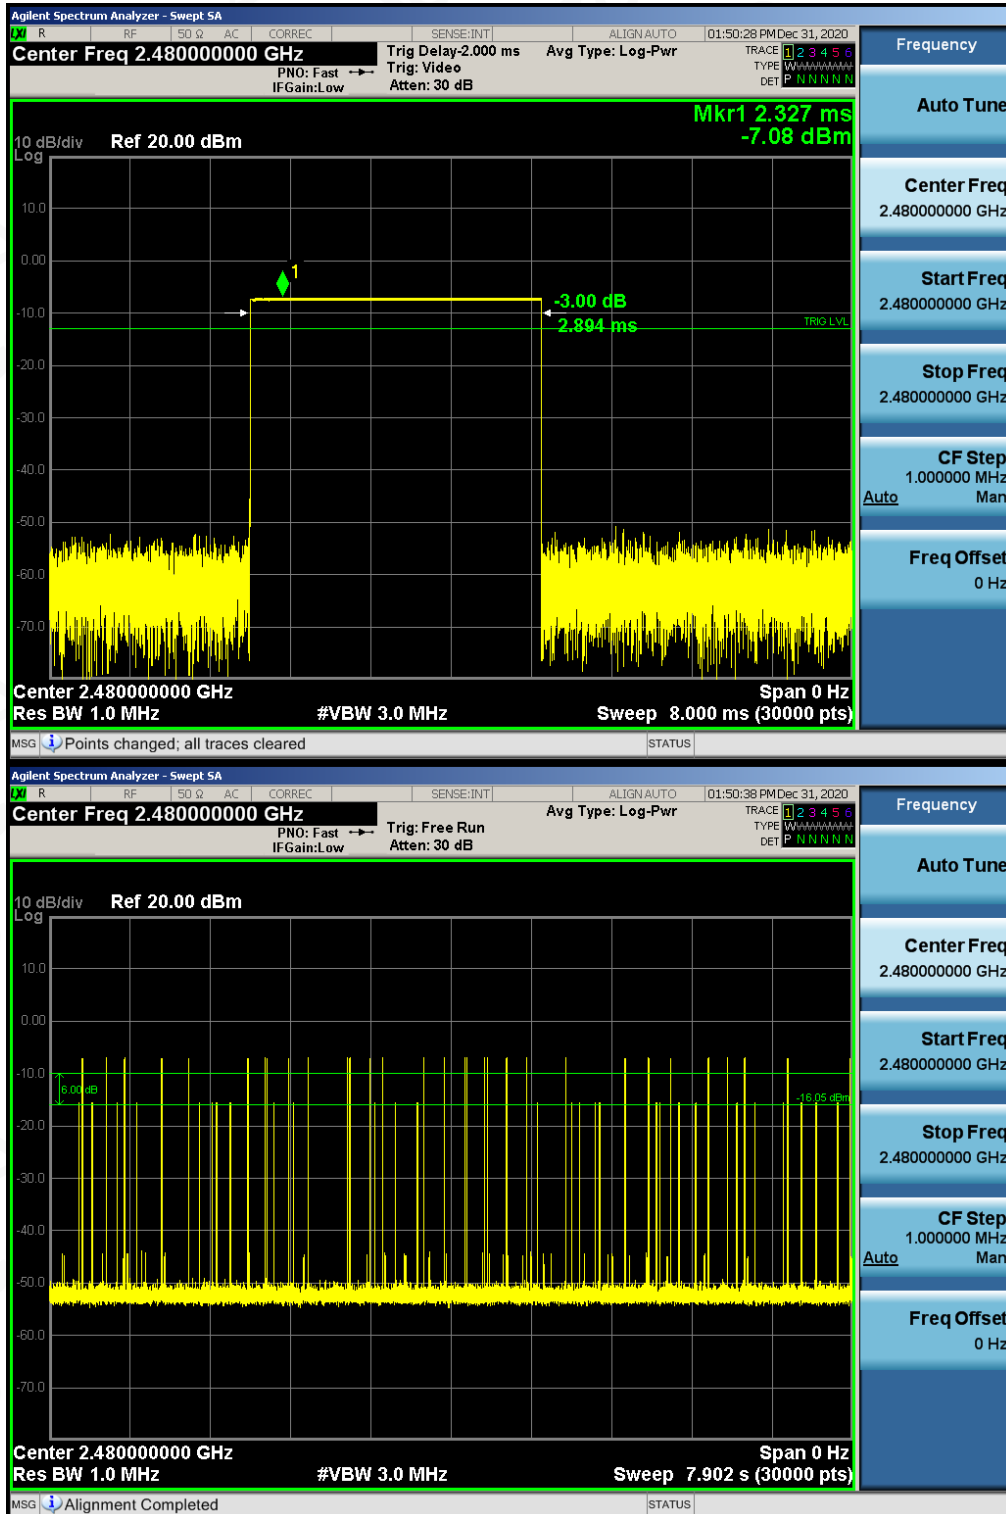 Agilent Spectrum Analyzer - Swept SA
LXI R RF 50 Ω AC CORREC SENSE:INT ALIGN AUTO 01:50:28 PM Dec 31, 2020
Center Freq 2.480000000 GHz
PNO: Fast
IFGain:Low
Trig Delay-2.000 ms
Trig: Video
Atten: 30 dB
Avg Type: Log-Pwr
TRACE 1 2 3 4 5 6
TYPE WWWWWW
DET P N N N N N
Mkr1 2.327 ms
-7.08 dBm
10 dB/div Ref 20.00 dBm
Log
10.0
0.00
1
-3.00 dB
-10.0
2.894 ms
TRIG LVL
-20.0
-30.0
-40.0
-50.0
-60.0
-70.0
Center 2.480000000 GHz Span 0 Hz
Res BW 1.0 MHz #VBW 3.0 MHz Sweep 8.000 ms (30000 pts)
MSG Points changed; all traces cleared STATUS
Frequency
Auto Tune
Center Freq
2.480000000 GHz
Start Freq
2.480000000 GHz
Stop Freq
2.480000000 GHz
CF Step
1.000000 MHz
Auto Man
Freq Offset
0 Hz
Agilent Spectrum Analyzer - Swept SA
LXI R RF 50 Ω AC CORREC SENSE:INT ALIGN AUTO 01:50:38 PM Dec 31, 2020
Center Freq 2.480000000 GHz
PNO: Fast
IFGain:Low
Trig: Free Run
Atten: 30 dB
Avg Type: Log-Pwr
TRACE 1 2 3 4 5 6
TYPE WWWWWW
DET P N N N N N
10 dB/div Ref 20.00 dBm
Log
10.0
0.00
-10.0
6.00 dB
-16.05 dBm
-20.0
-30.0
-40.0
-50.0
-60.0
-70.0
Center 2.480000000 GHz Span 0 Hz
Res BW 1.0 MHz #VBW 3.0 MHz Sweep 7.902 s (30000 pts)
MSG Alignment Completed STATUS
Frequency
Auto Tune
Center Freq
2.480000000 GHz
Start Freq
2.480000000 GHz
Stop Freq
2.480000000 GHz
CF Step
1.000000 MHz
Auto Man
Freq Offset
0 Hz